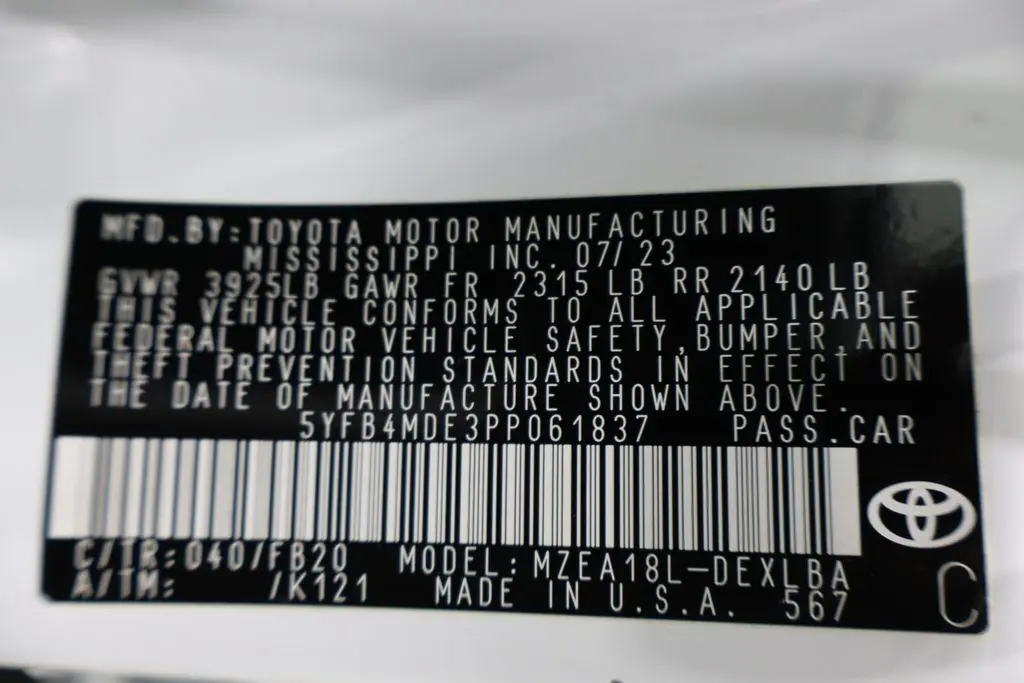 MFD.BY:TOYOTA MOTOR MANUFACTURING
MISSISSIPPI INC. 07/23
GVWR 3925LB GAWR FR 2315 LB RR 2140 LB
THIS VEHICLE CONFORMS TO ALL APPLICABLE
FEDERAL MOTOR VEHICLE SAFETY,BUMPER,AND
THEFT PREVENTION STANDARDS IN EFFECT ON
THE DATE OF MANUFACTURE SHOWN ABOVE.
5YFB4MDE3PP061837 PASS.CAR
C/TR:040/FB20 MODEL:MZEA18L-DEXLBA
A/TM: /K121 MADE IN U.S.A. 567
C